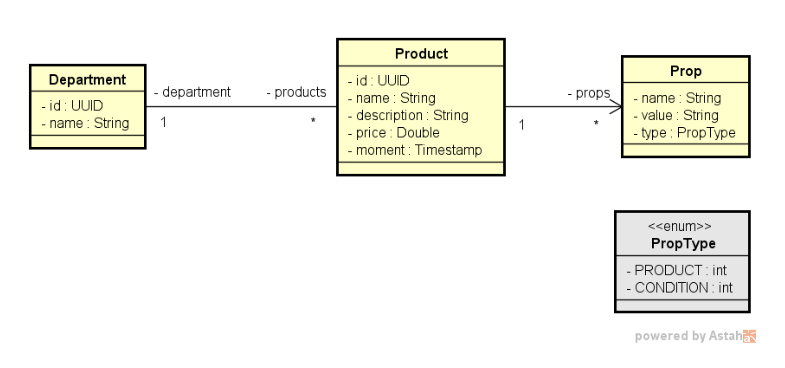 Department
- id : UUID
- name : String
- department
1
- products
*
Product
- id : UUID
- name : String
- description : String
- price : Double
- moment : Timestamp
1
- props
*
Prop
- name : String
- value : String
- type : PropType
<<enum>>
PropType
- PRODUCT : int
- CONDITION : int
powered by Astah